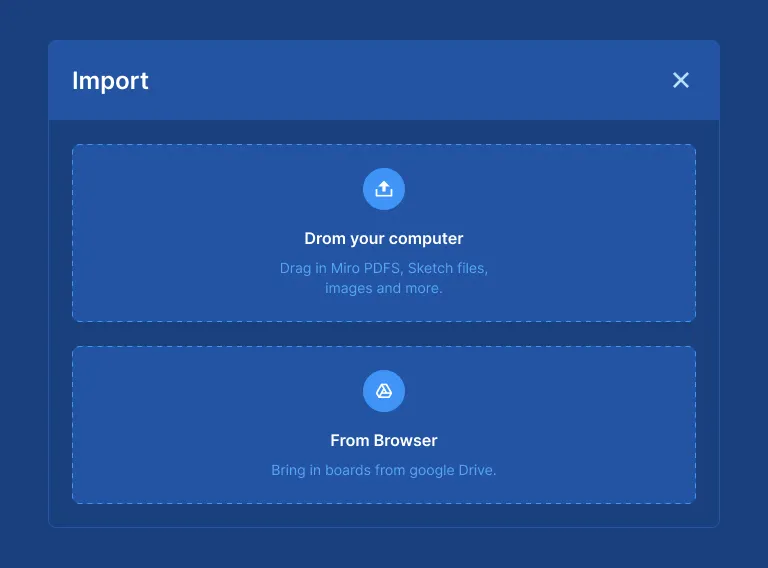 Import
Drom your computer
Drag in Miro PDFS, Sketch files,
images and more.
From Browser
Bring in boards from google Drive.